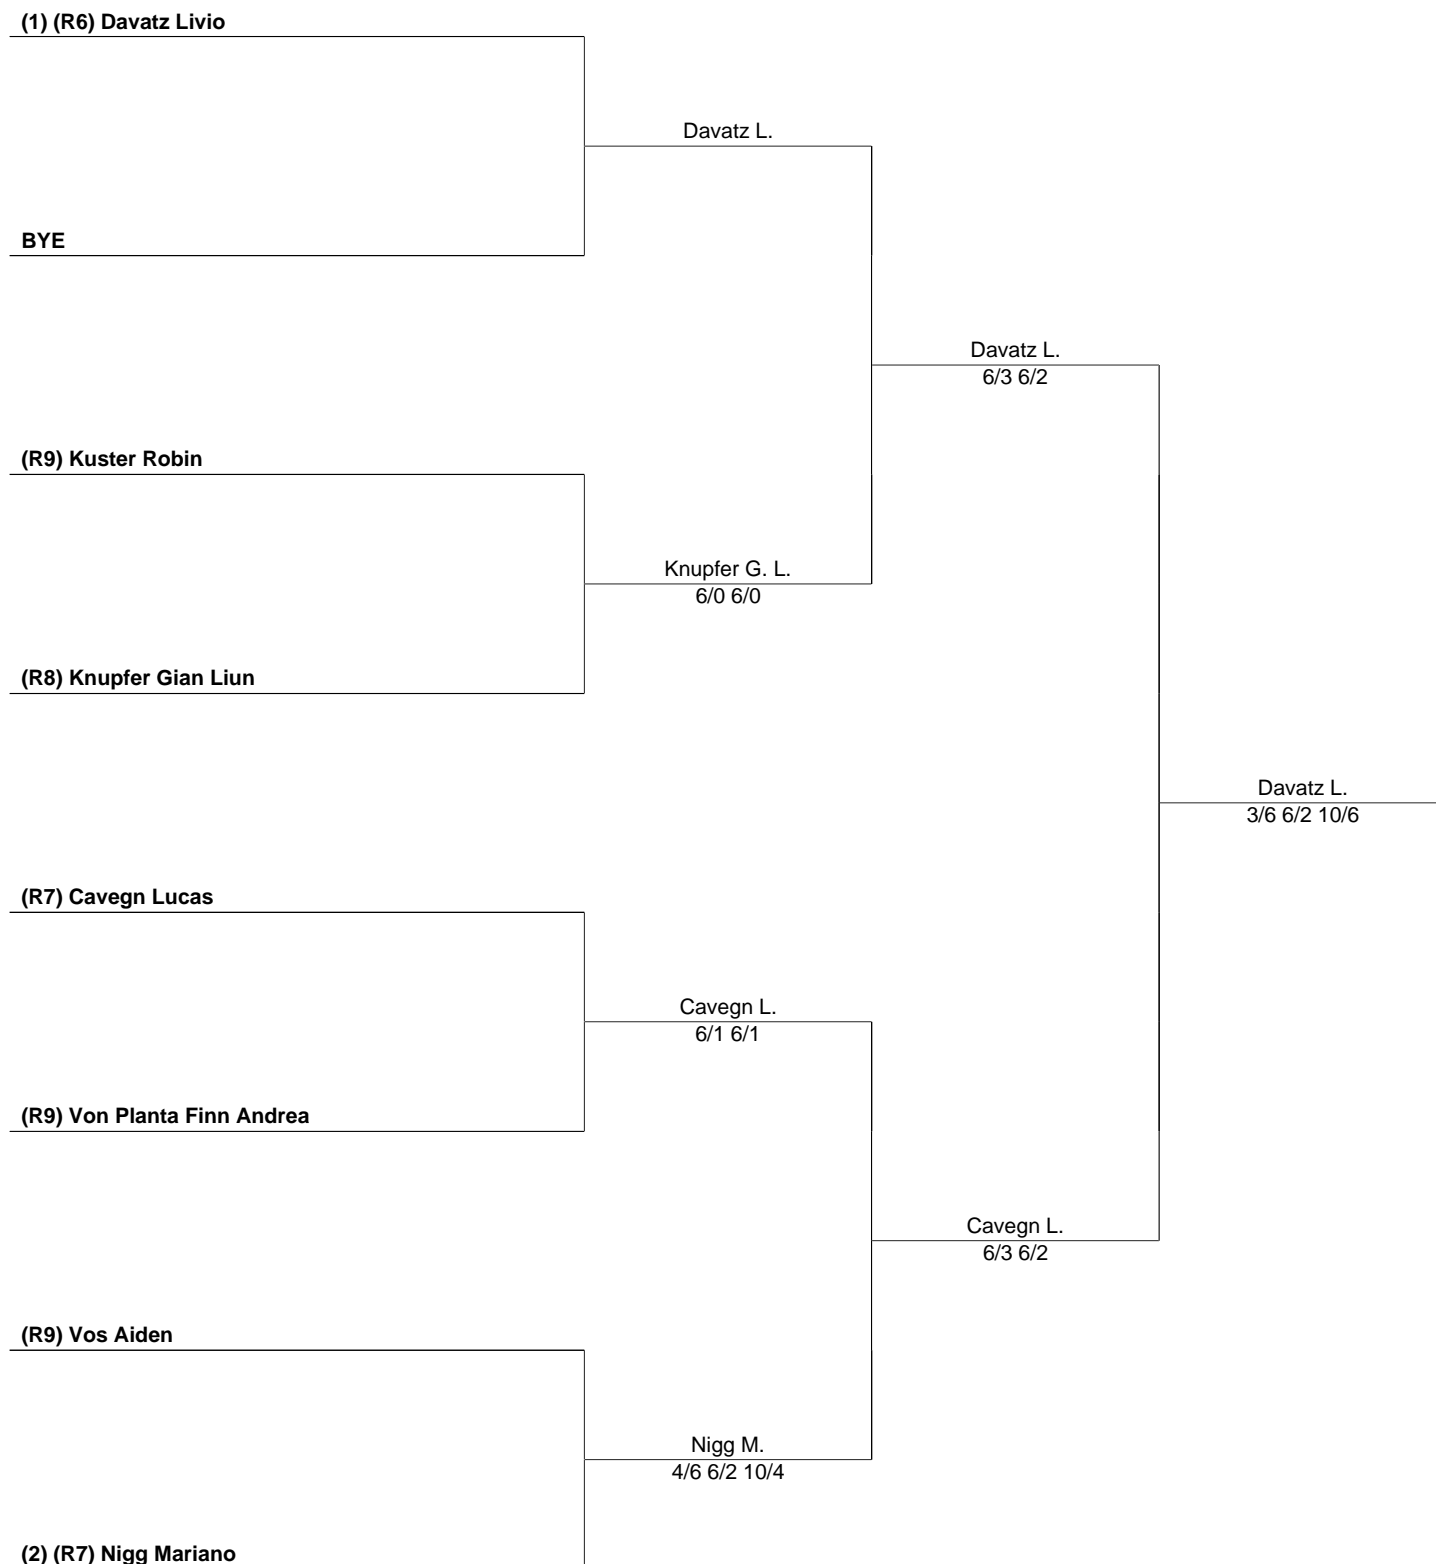 (1) (R6) Davatz Livio
Davatz L.
BYE
Davatz L.
6/3 6/2
(R9) Kuster Robin
Knupfer G. L.
6/0 6/0
(R8) Knupfer Gian Liun
Davatz L.
3/6 6/2 10/6
(R7) Cavegn Lucas
Cavegn L.
6/1 6/1
(R9) Von Planta Finn Andrea
Cavegn L.
6/3 6/2
(R9) Vos Aiden
Nigg M.
4/6 6/2 10/4
(2) (R7) Nigg Mariano